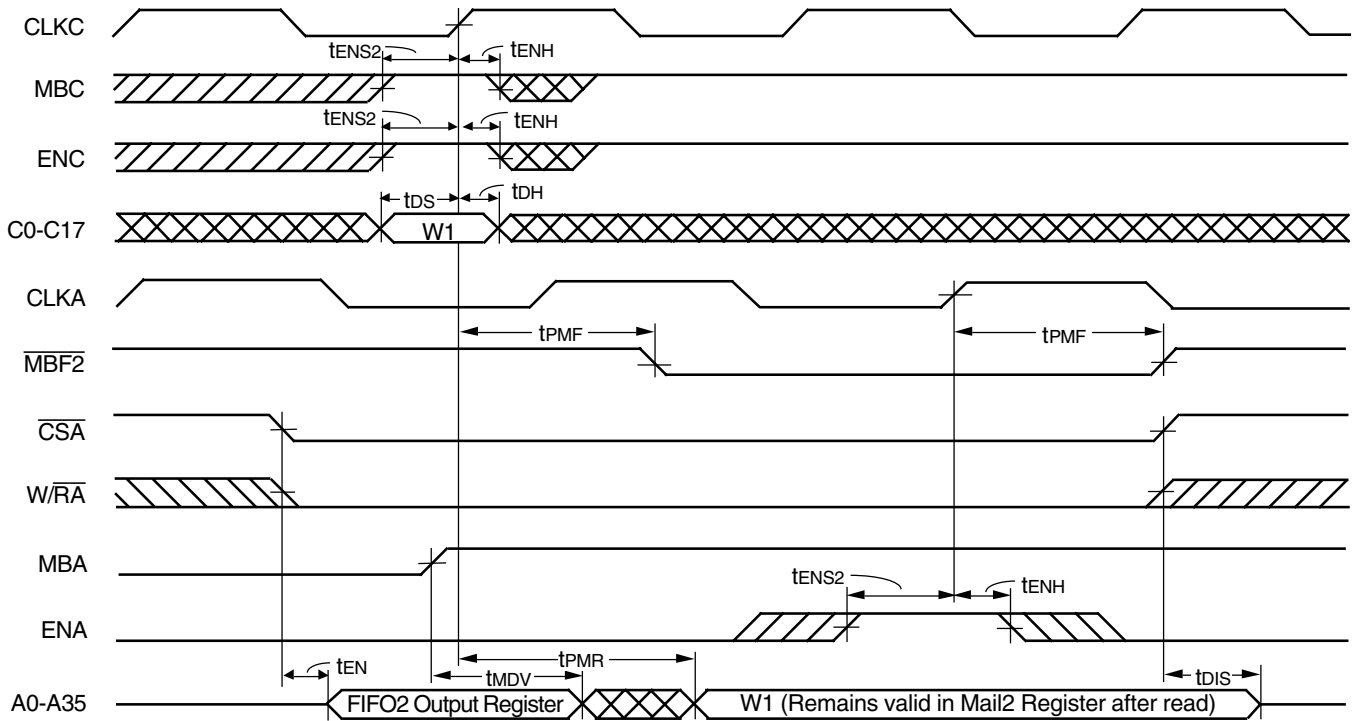 CLKC
tENS2 tENH
MBC
tENS2 tENH
ENC
tDS tDH
C0-C17 W1
CLKA
tPMF tPMF
MBF2
CSA
W/RA
MBA
tENS2 tENH
ENA
tEN tPMR
tMDV tDIS
A0-A35 FIFO2 Output Register W1 (Remains valid in Mail2 Register after read)